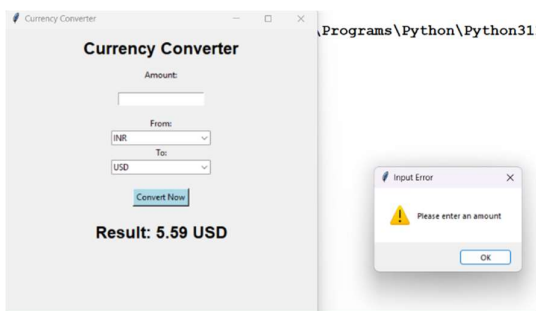 Currency Converter
\Programs\Python\Python31
Currency Converter
Amount:
From:
INR
To:
USD
Convert Now
Result: 5.59 USD
Input Error
Please enter an amount
OK